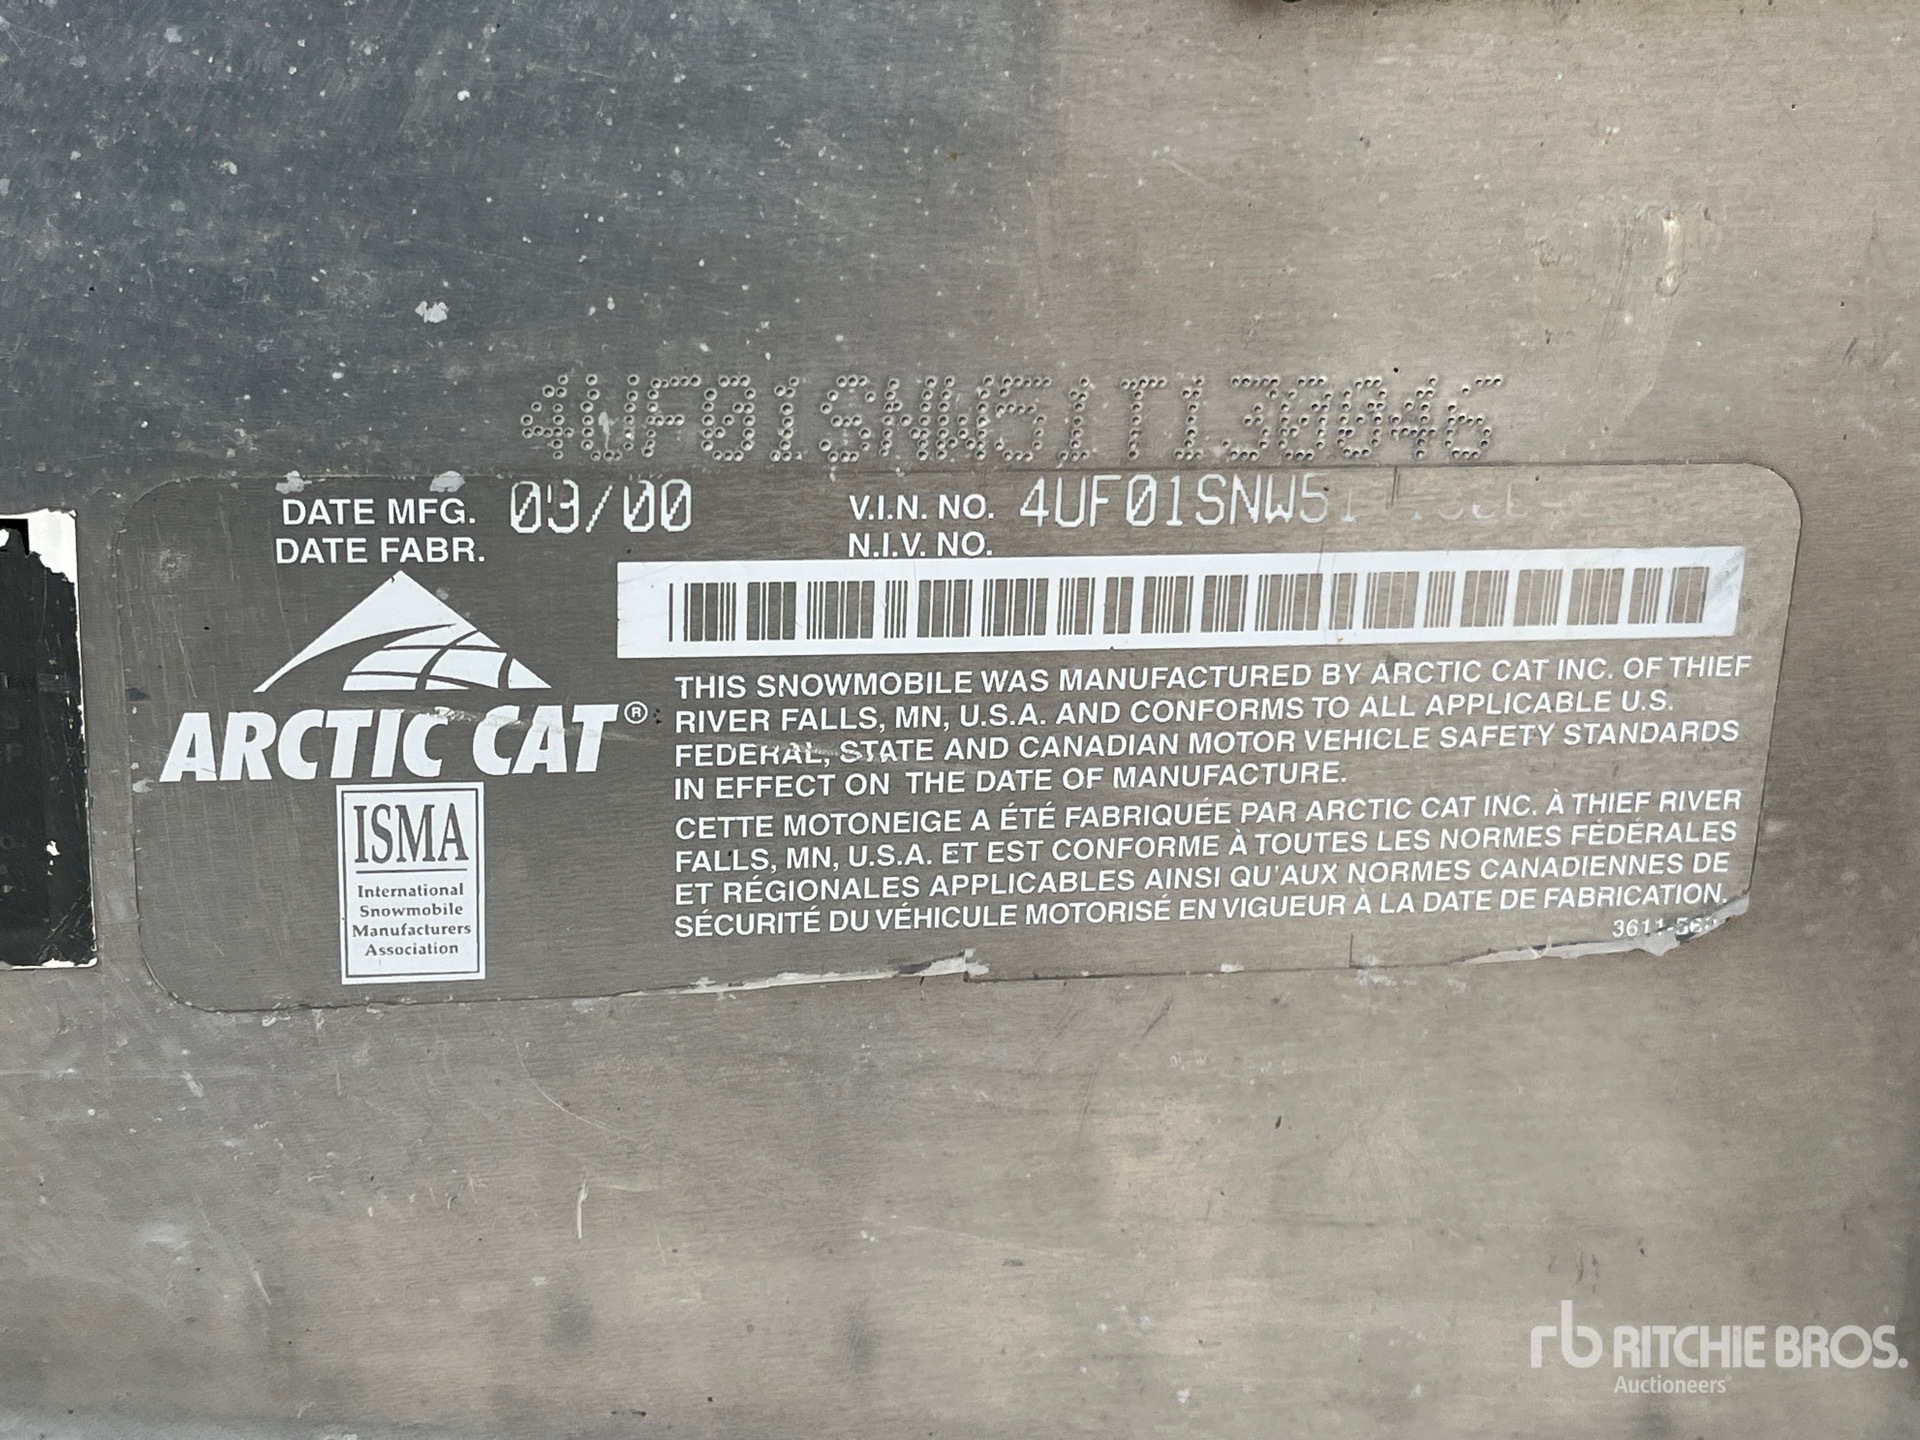 4UF01SNW51T130046
DATE MFG. 03/00
DATE FABR.
V.I.N. NO. 4UF01SNW51
N.I.V. NO.
ARCTIC CAT®
ISMA
International
Snowmobile
Manufacturers
Association
THIS SNOWMOBILE WAS MANUFACTURED BY ARCTIC CAT INC. OF THIEF
RIVER FALLS, MN, U.S.A. AND CONFORMS TO ALL APPLICABLE U.S.
FEDERAL, STATE AND CANADIAN MOTOR VEHICLE SAFETY STANDARDS
IN EFFECT ON THE DATE OF MANUFACTURE.
CETTE MOTONEIGE A ÉTÉ FABRIQUÉE PAR ARCTIC CAT INC. À THIEF RIVER
FALLS, MN, U.S.A. ET EST CONFORME À TOUTES LES NORMES FÉDÉRALES
ET RÉGIONALES APPLICABLES AINSI QU'AUX NORMES CANADIENNES DE
SÉCURITÉ DU VÉHICULE MOTORISÉ EN VIGUEUR À LA DATE DE FABRICATION.
rb RITCHIE BROS.
Auctioneers